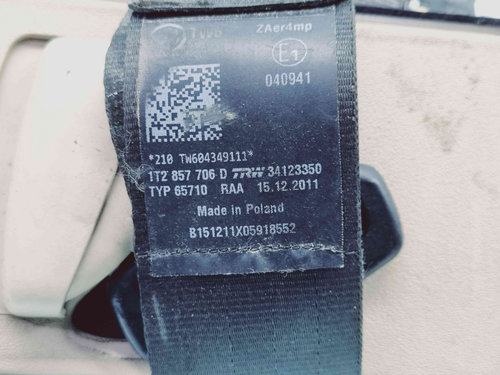 TWG ZAer4mp
E1
040941
*210 TW604349111*
1T2 857 706 D TRW 34123350
TYP 65710 RAA 15.12.2011
Made in Poland
B151211X05918552